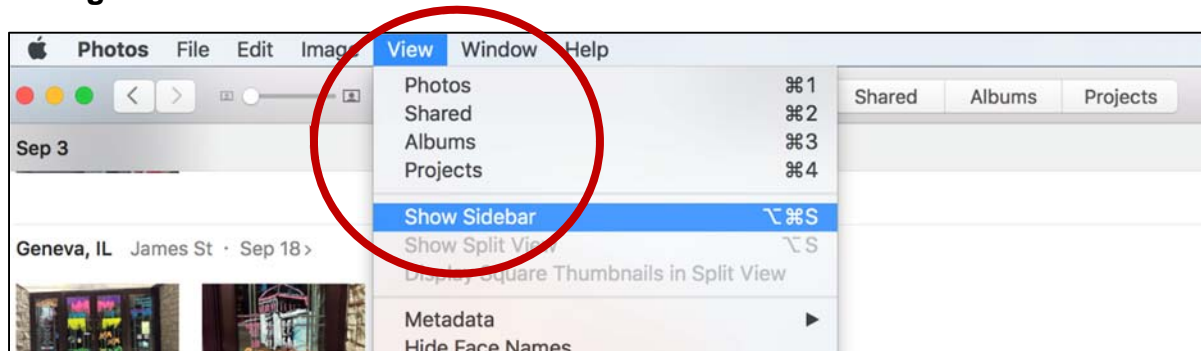 Photos File Edit Image View Window Help
Photos ⌘1
Shared ⌘2
Albums ⌘3
Projects ⌘4
Shared Albums Projects
Sep 3
Show Sidebar ⌥⌘S
Show Split View ⌥S
Display Square Thumbnails in Split View
Geneva, IL James St · Sep 18 >
Metadata ▶
Hide Face Names